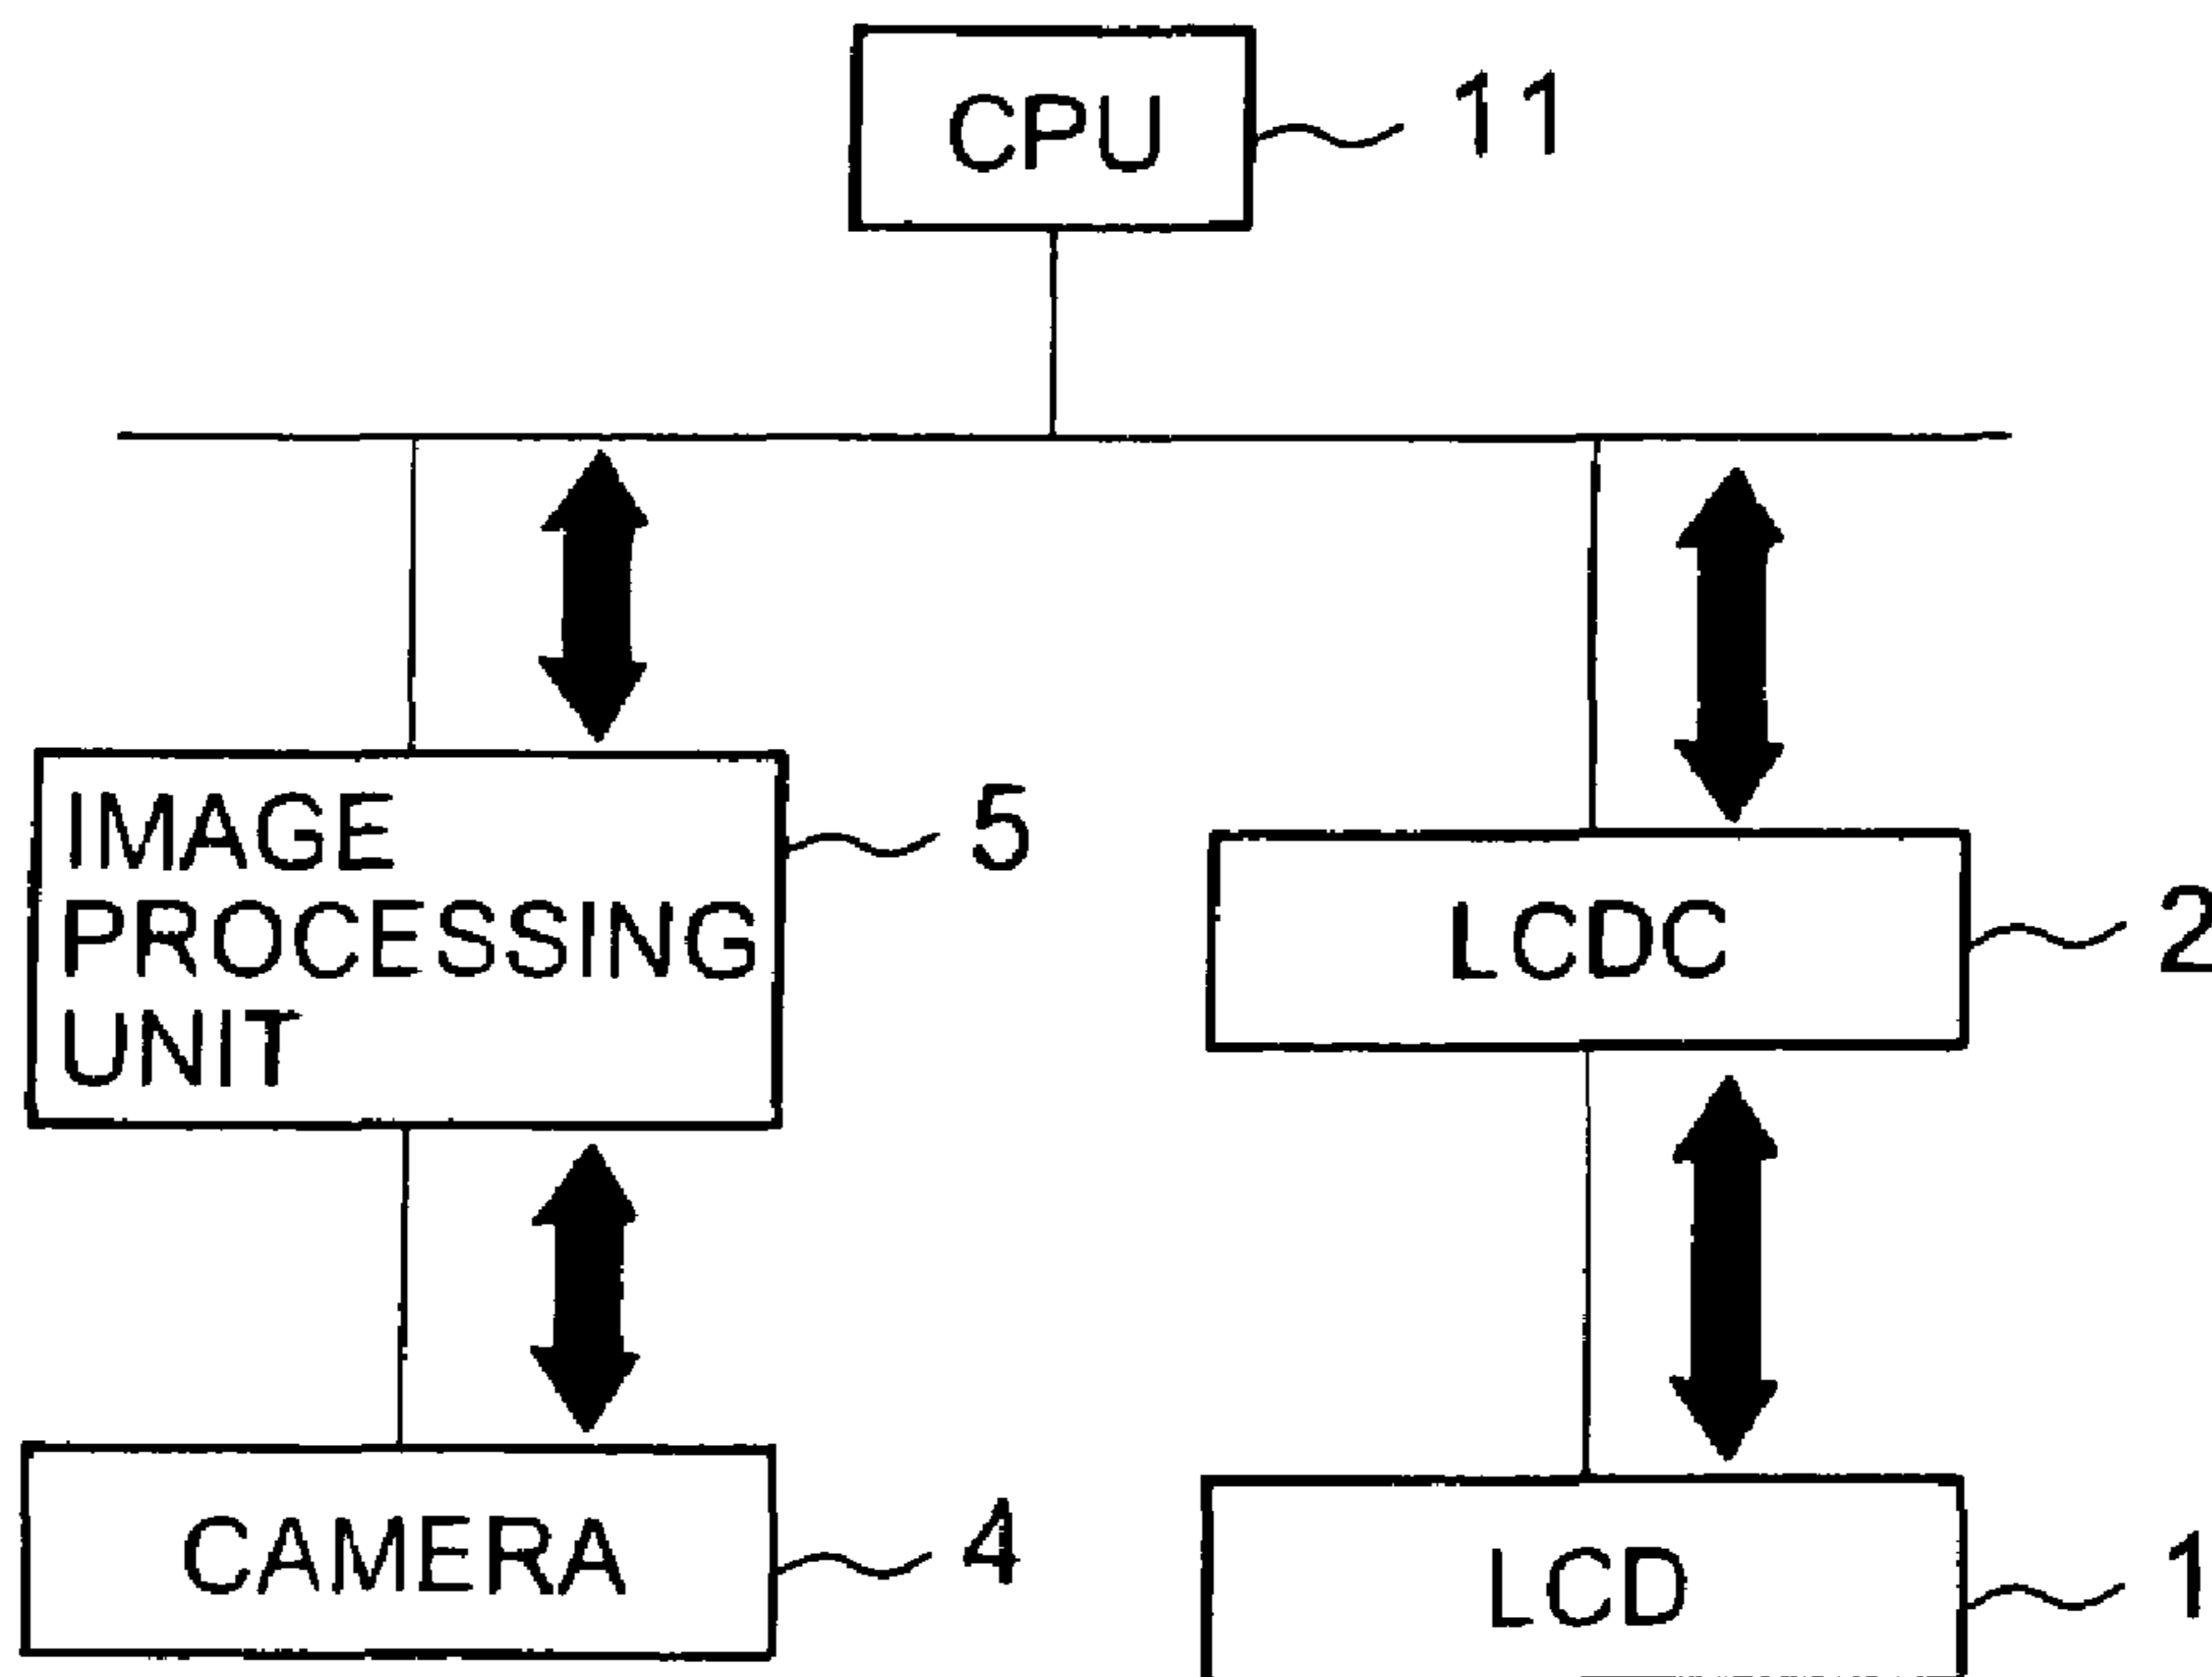 CPU
11
IMAGE
PROCESSING
UNIT
5
LCDC
2
CAMERA
4
LCD
1